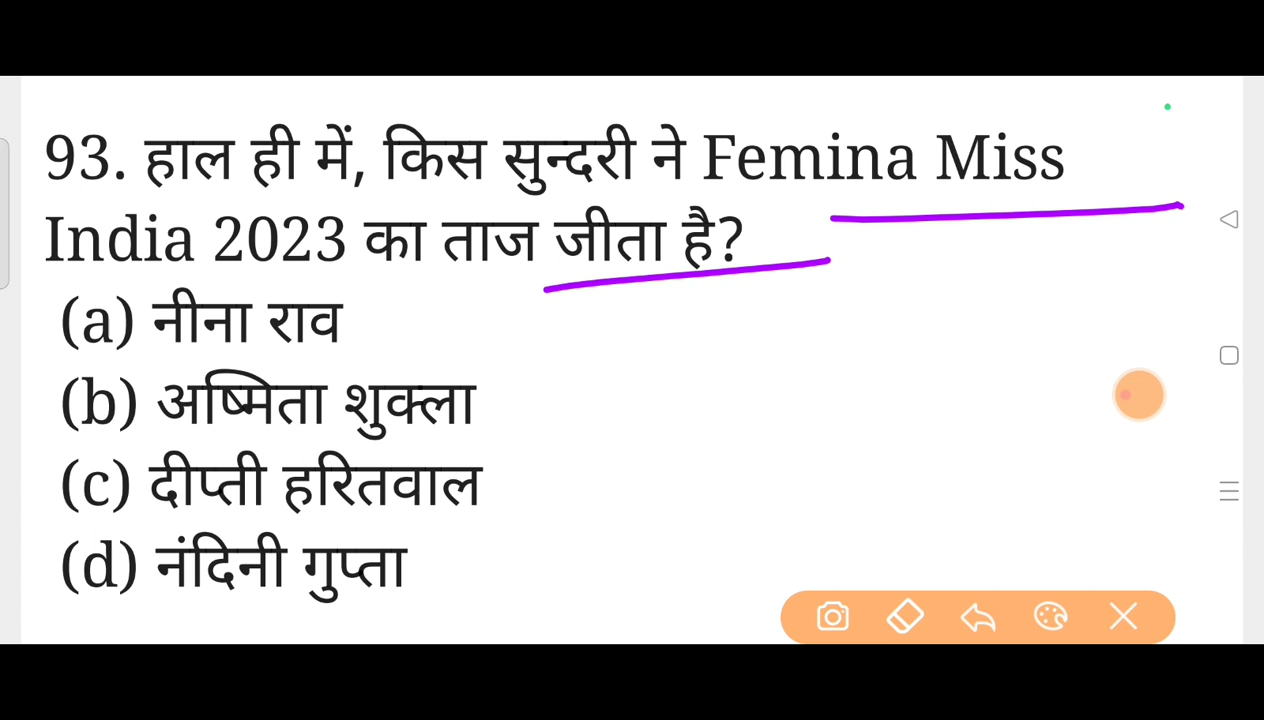 93. हाल ही में, किस सुन्दरी ने Femina Miss
India 2023 का ताज जीता है?
(a) नीना राव
(b) अष्मिता शुक्ला
(c) दीप्ती हरितवाल
(d) नंदिनी गुप्ता